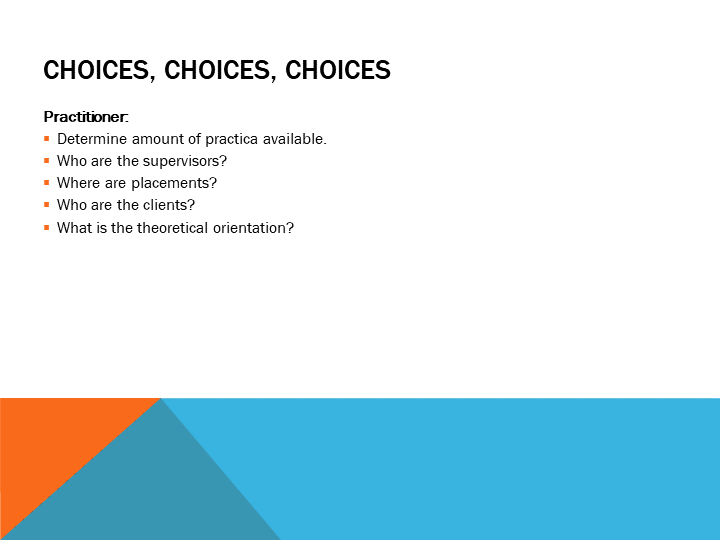 CHOICES, CHOICES, CHOICES
Practitioner:
▪ Determine amount of practica available.
▪ Who are the supervisors?
▪ Where are placements?
▪ Who are the clients?
▪ What is the theoretical orientation?